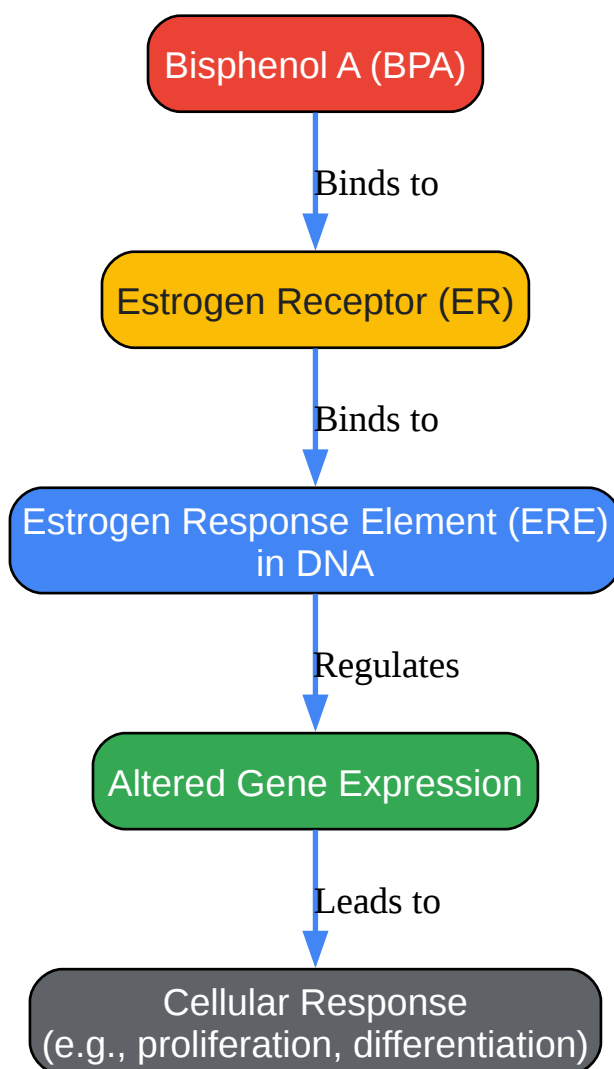 Bisphenol A (BPA)
Binds to
Estrogen Receptor (ER)
Binds to
Estrogen Response Element (ERE)
in DNA
Regulates
Altered Gene Expression
Leads to
Cellular Response
(e.g., proliferation, differentiation)